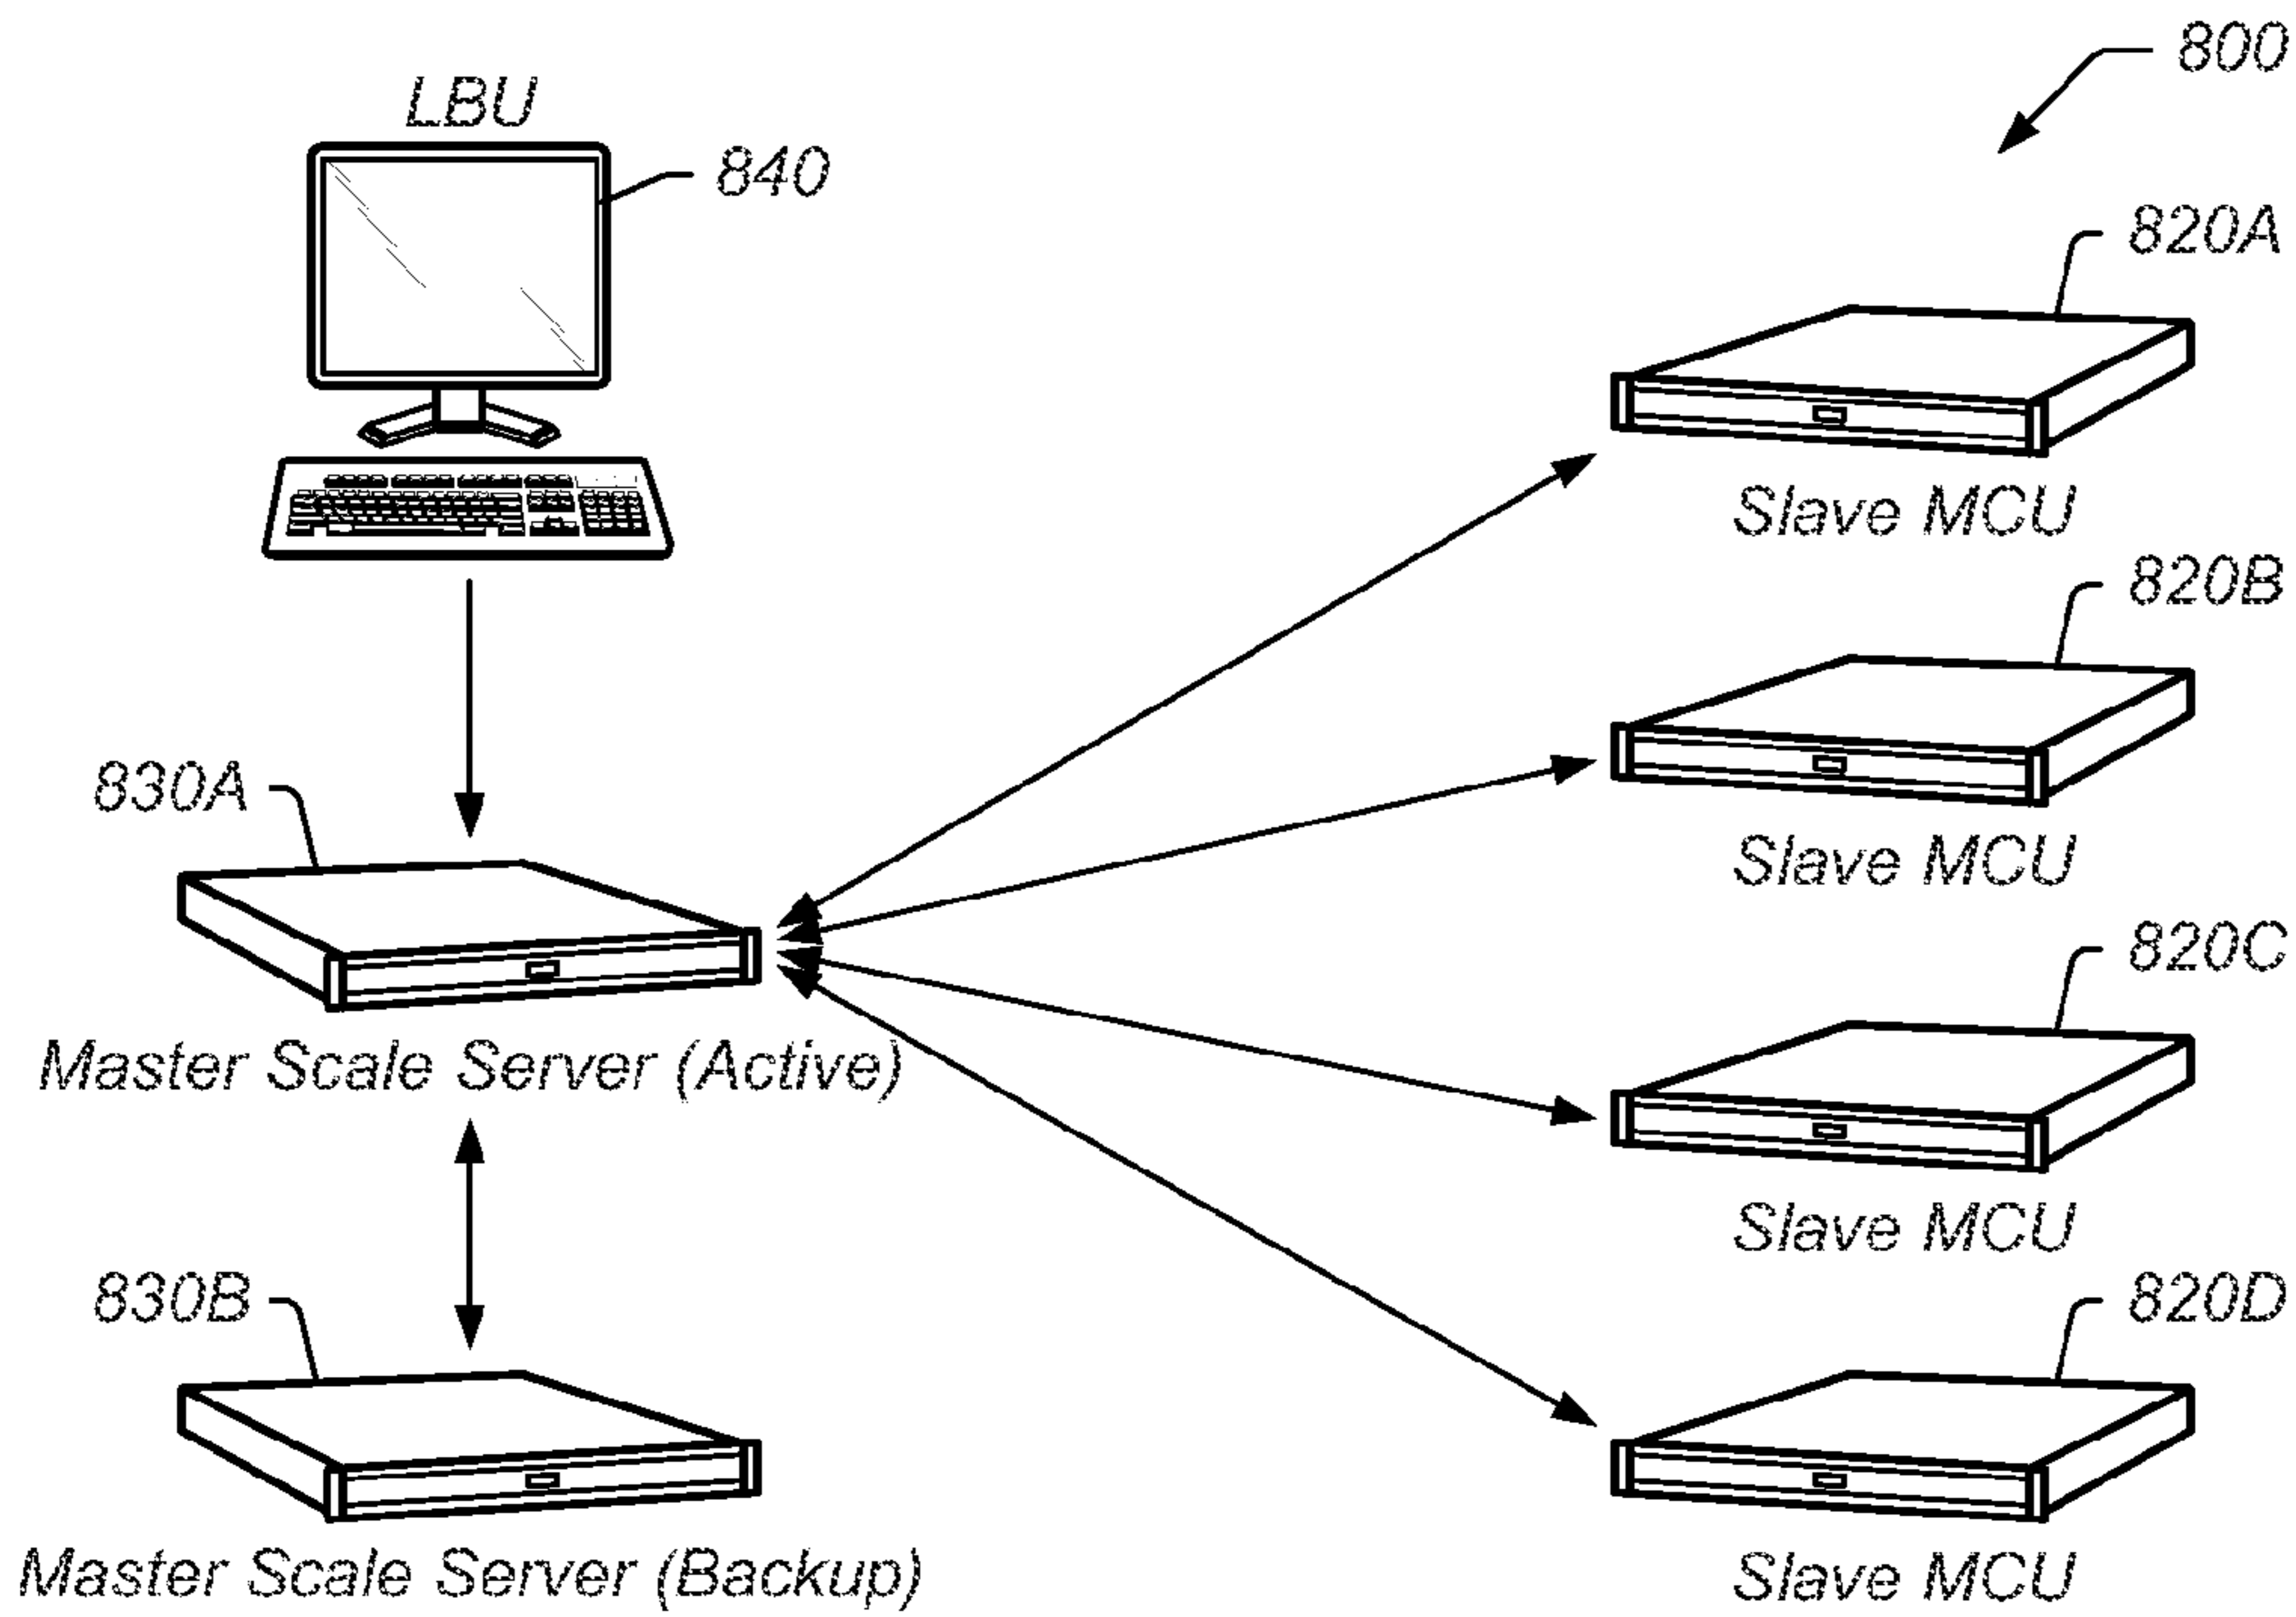 800
LBU
840
820A
Slave MCU
820B
830A
Slave MCU
820C
Master Scale Server (Active)
Slave MCU
830B
820D
Master Scale Server (Backup)
Slave MCU